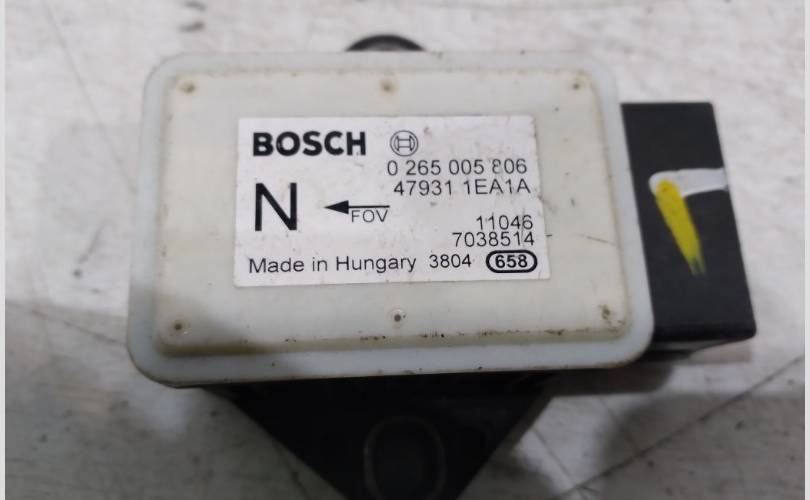 BOSCH
0 265 005 806
47931 1EA1A
N
FOV
11046
7038514
Made in Hungary 3804 658